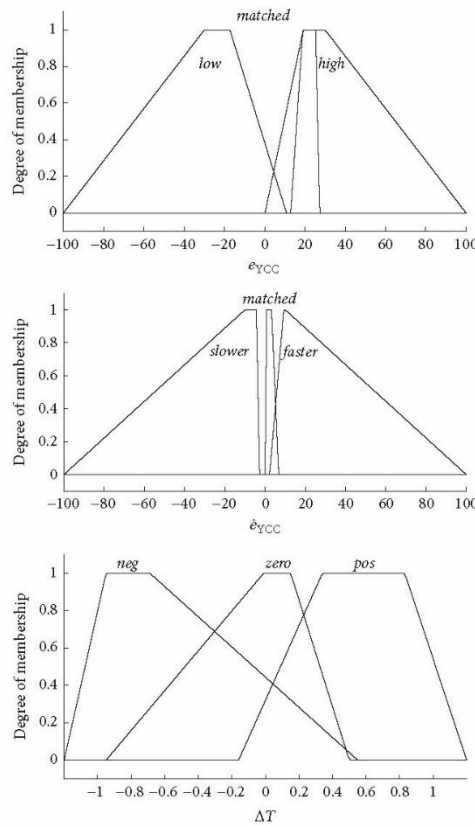 matched
low
high
Degree of membership
1
0.8
0.6
0.4
0.2
0
−100 −80 −60 −40 −20 0 20 40 60 80 100
eYCC
matched
slower
faster
Degree of membership
1
0.8
0.6
0.4
0.2
0
−100 −80 −60 −40 −20 0 20 40 60 80 100
ėYCC
neg zero pos
Degree of membership
1
0.8
0.6
0.4
0.2
0
−1 −0.8 −0.6 −0.4 −0.2 0 0.2 0.4 0.6 0.8 1
ΔT